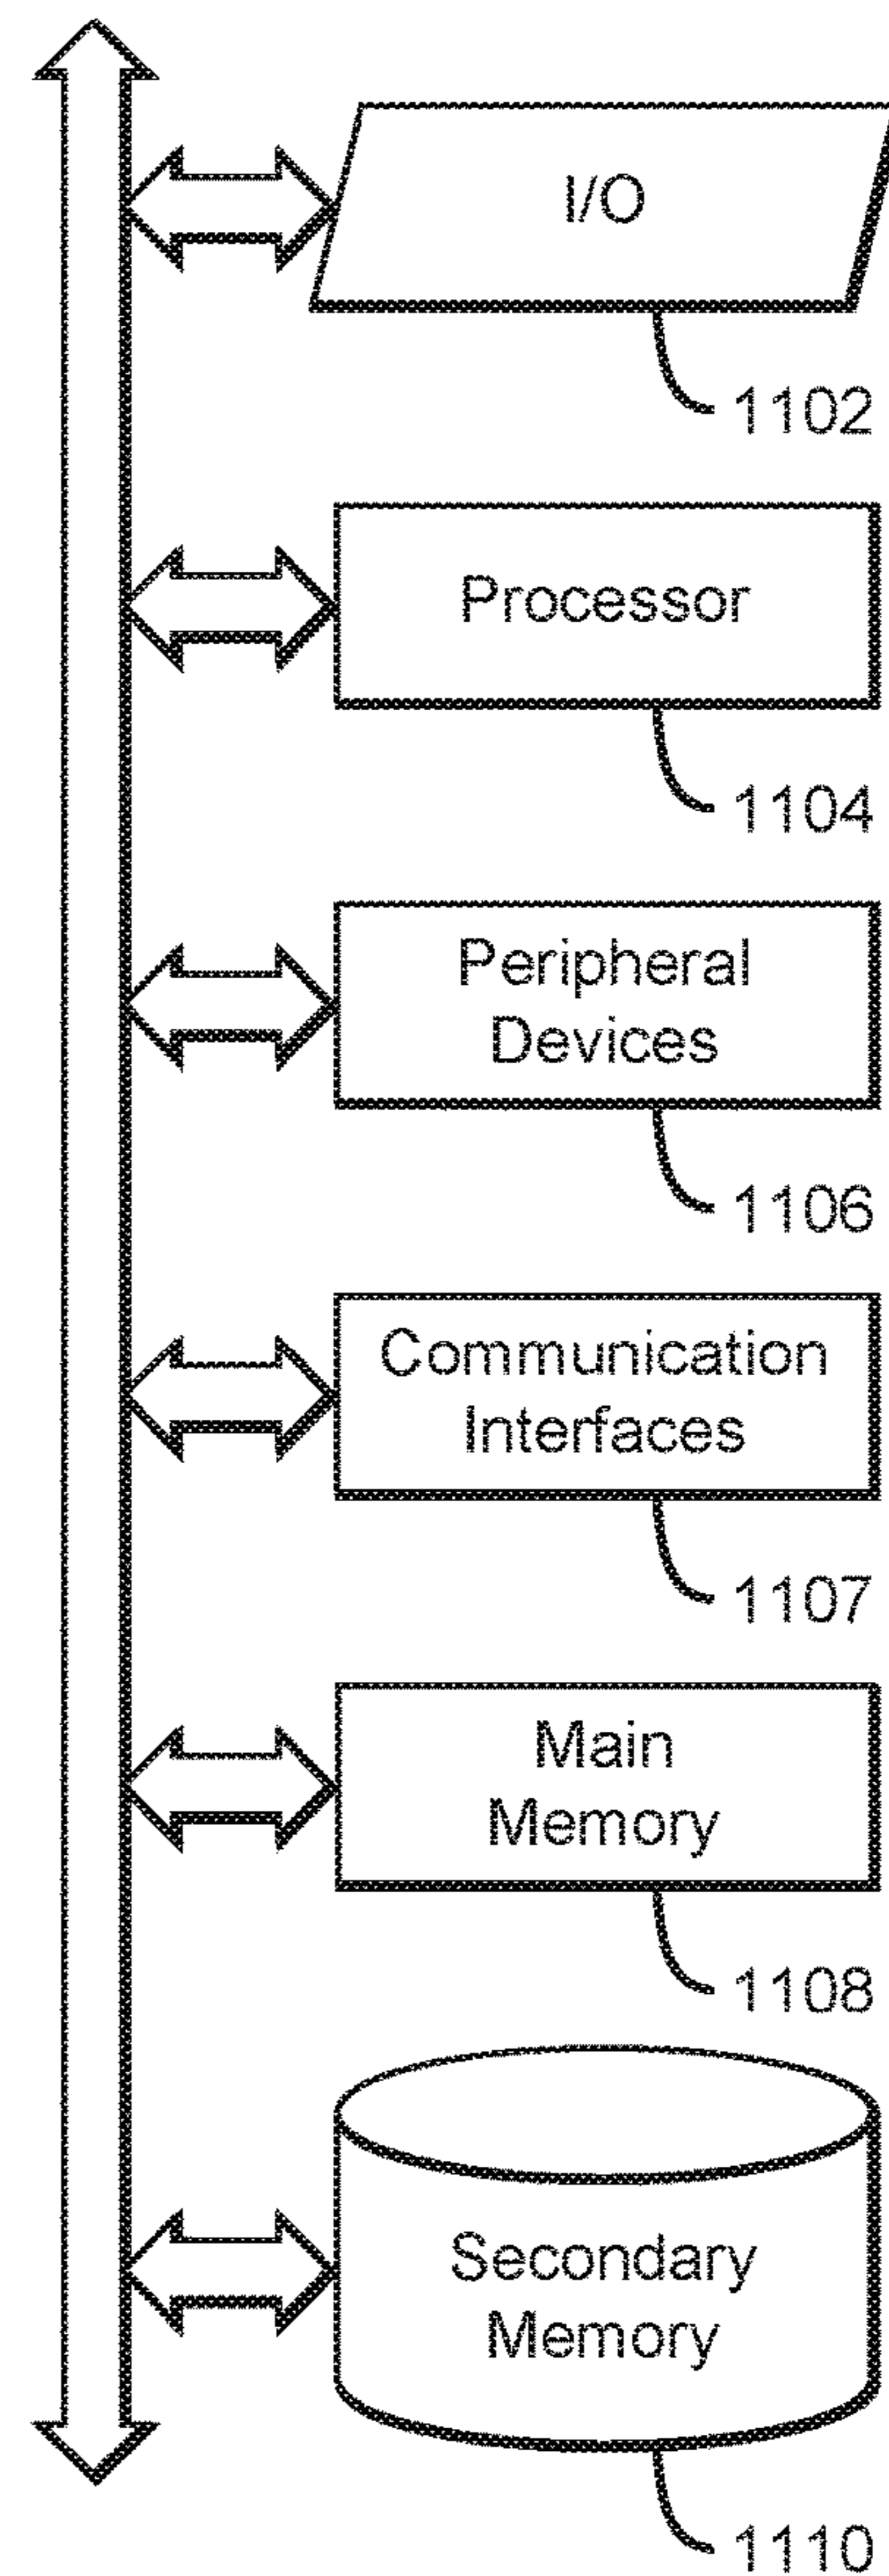 I/O
1102
Processor
1104
Peripheral
Devices
1106
Communication
Interfaces
1107
Main
Memory
1108
Secondary
Memory
1110